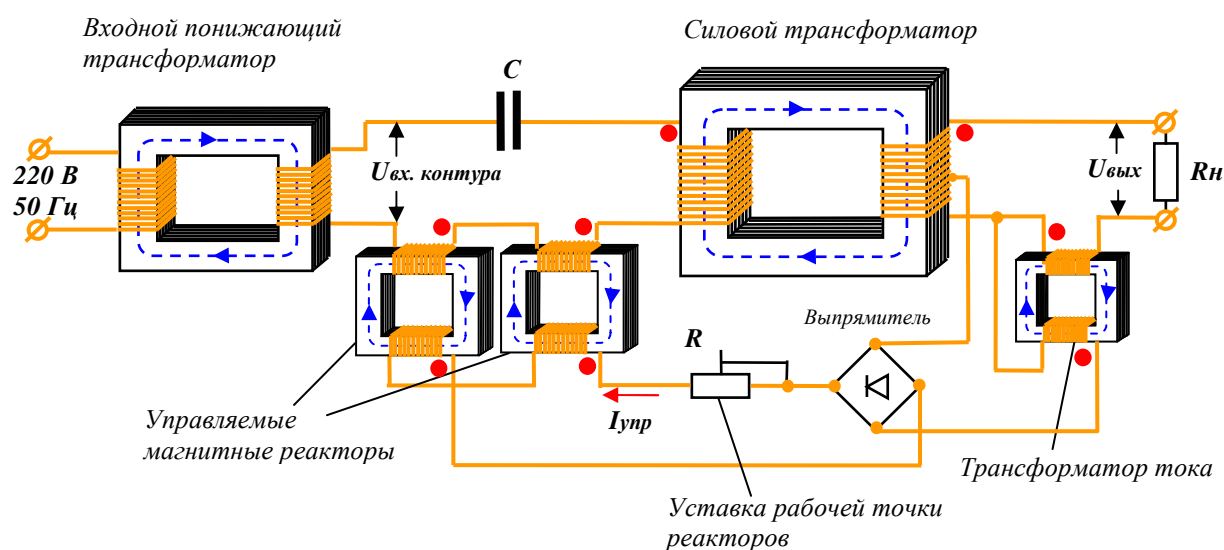 Входной понижающий
трансформатор
Силовой трансформатор
C
220 В
50 Гц
Uвх. контура
Uвых
Rн
Выпрямитель
R
Iупр
Управляемые
магнитные реакторы
Трансформатор тока
Уставка рабочей точки
реакторов